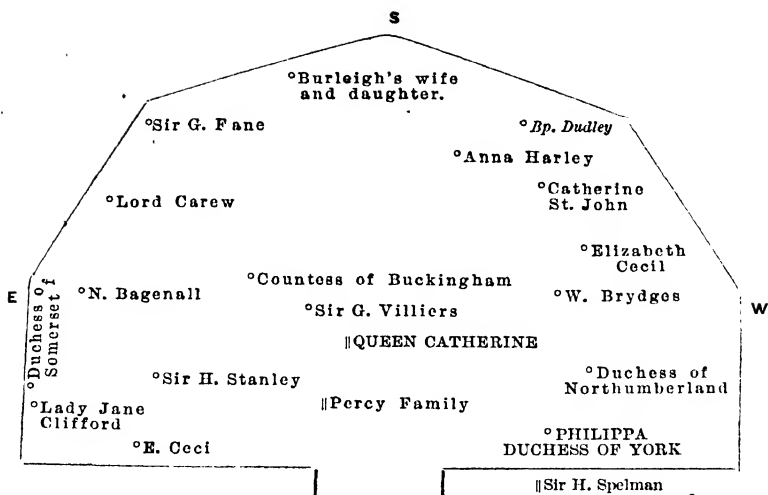 S
°Burleigh's wife
and daughter.
°Sir G. Fane
°Bp. Dudley
°Anna Harley
°Lord Carew
°Catherine
St. John
°Elizabeth
Cecil
E
°Duchess of
Somerset
°N. Bagenall
°Countess of Buckingham
°W. Brydges
W
°Sir G. Villiers
||QUEEN CATHERINE
°Sir H. Stanley
°Duchess of
Northumberland
||Percy Family
°Lady Jane
Clifford
°E. Ceci
°PHILIPPA
DUCHESS OF YORK
||Sir H. Spelman